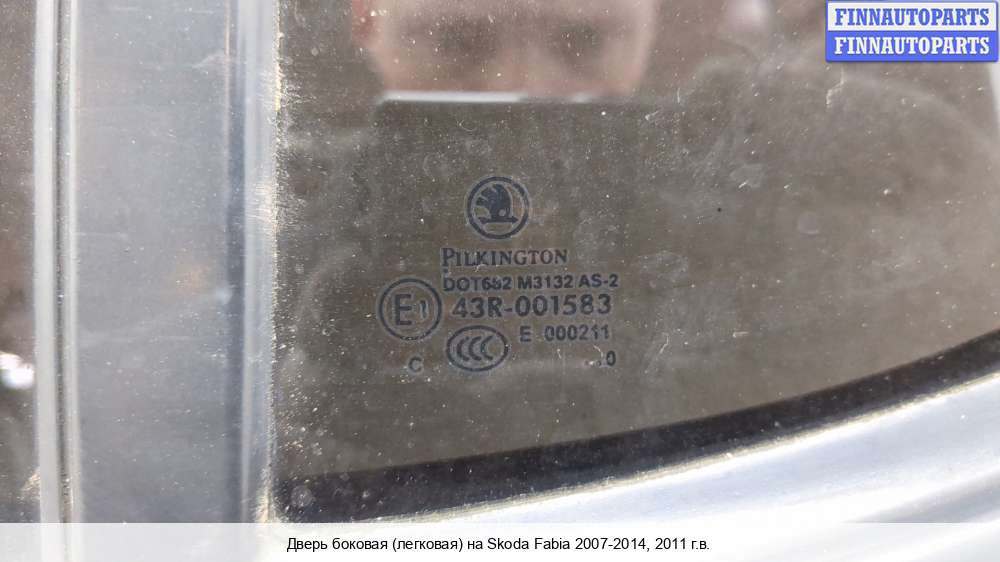 FINNAUTOPARTS
FINNAUTOPARTS
PILKINGTON
M3132 AS-2
E1 43R-001583
E 000211
CCC
C
Дверь боковая (легковая) на Skoda Fabia 2007-2014, 2011 г.в.